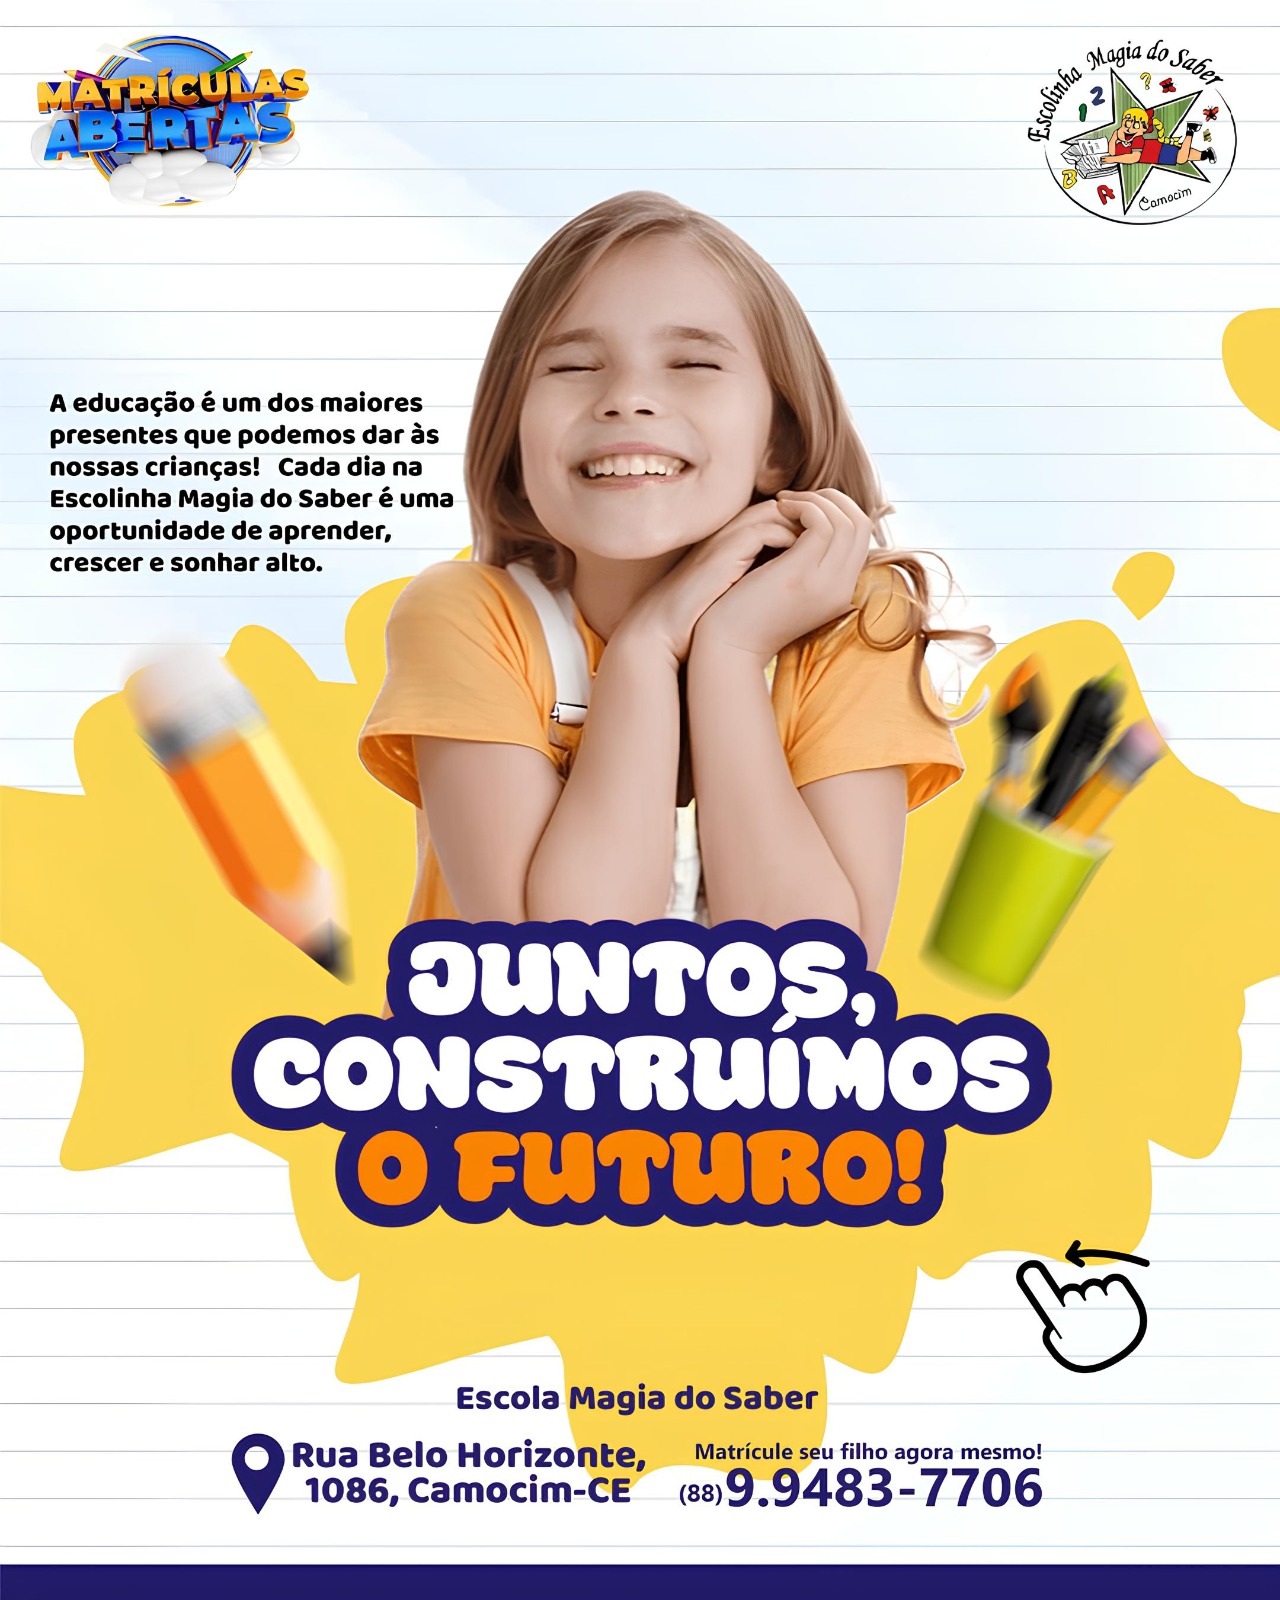 MATRÍCULAS
ABERTAS
Escolinha Magia do Saber
1 2 ?
B A
Camocim
A educação é um dos maiores
presentes que podemos dar às
nossas crianças!   Cada dia na
Escolinha Magia do Saber é uma
oportunidade de aprender,
crescer e sonhar alto.
JUNTOS,
CONSTRUÍMOS
O FUTURO!
Escola Magia do Saber
Rua Belo Horizonte,
1086, Camocim-CE
Matrícule seu filho agora mesmo!
(88)9.9483-7706